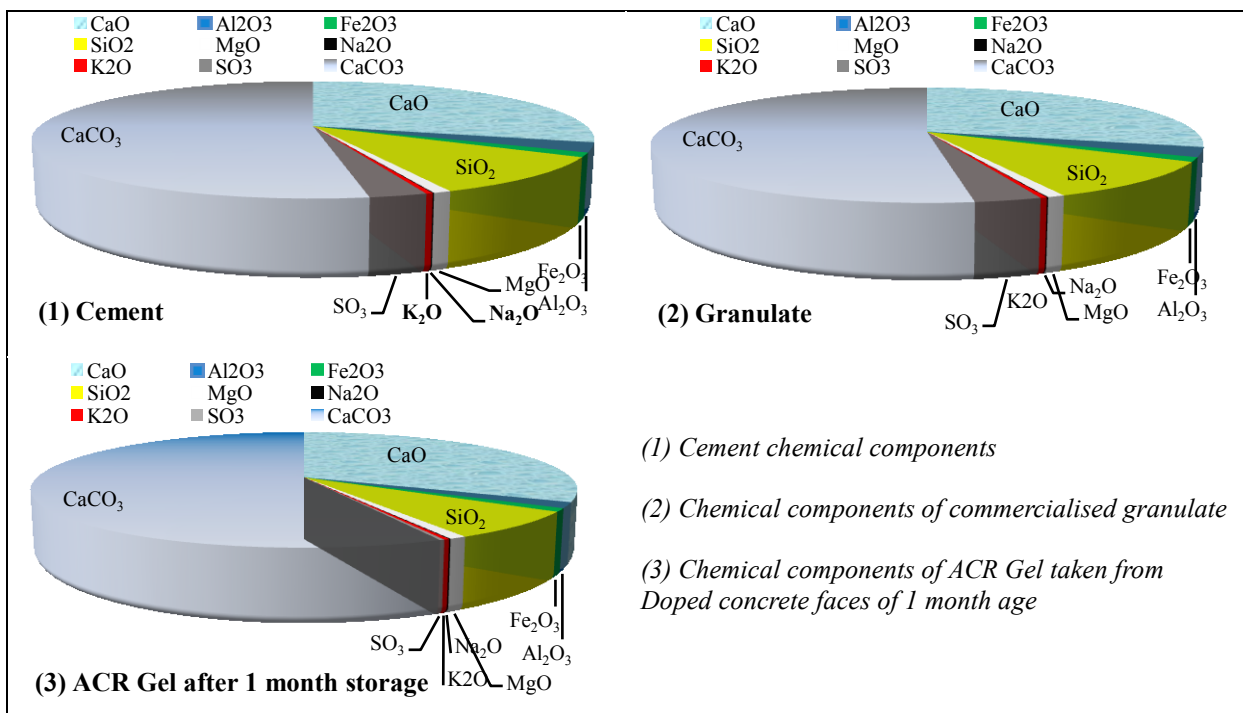 CaO Al2O3 Fe2O3
SiO2 MgO Na2O
K2O SO3 CaCO3
CaO
CaCO₃
SiO₂
Fe₂O₃
MgO
SO₃ K₂O Na₂O Al₂O₃
(1) Cement
CaO Al2O3 Fe2O3
SiO2 MgO Na2O
K2O SO3 CaCO3
CaO
CaCO₃
SiO₂
Fe₂O₃
Na₂O
K2O MgO Al₂O₃
SO₃
(2) Granulate
CaO Al2O3 Fe2O3
SiO2 MgO Na2O
K2O SO3 CaCO3
CaO
CaCO₃
SiO₂
Fe₂O₃
SO₃ Na₂O Al₂O₃
K2O MgO
(3) ACR Gel after 1 month storage
(1) Cement chemical components
(2) Chemical components of commercialised granulate
(3) Chemical components of ACR Gel taken from
Doped concrete faces of 1 month age